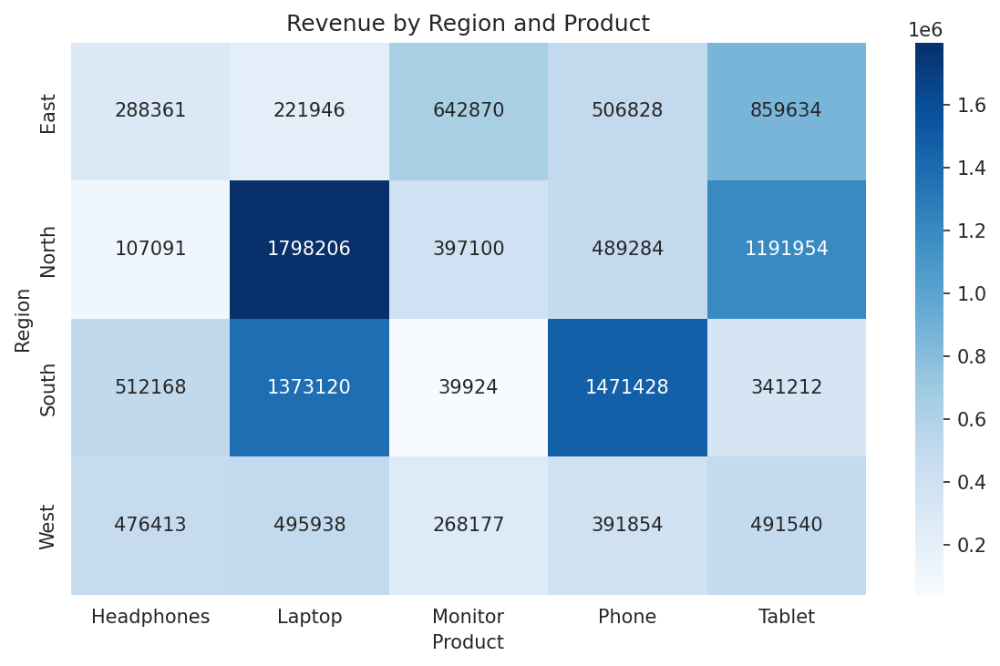 Revenue by Region and Product
1e6
East
288361 221946 642870 506828 859634
North
107091 1798206 397100 489284 1191954
South
512168 1373120 39924 1471428 341212
West
476413 495938 268177 391854 491540
Region
Headphones Laptop Monitor Phone Tablet
Product
1.6
1.4
1.2
1.0
0.8
0.6
0.4
0.2